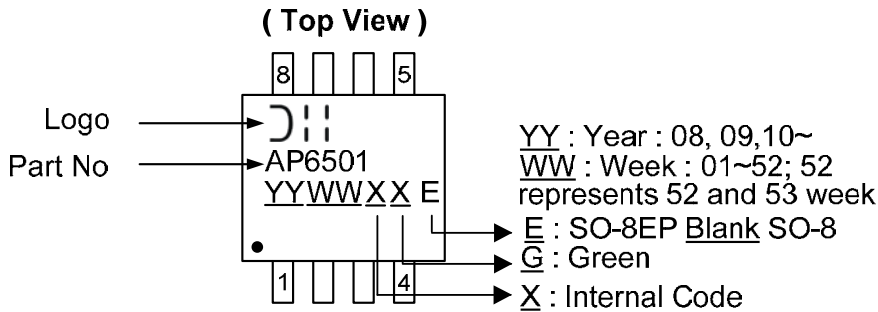 ( Top View )
8 5
Logo
Part No
AP6501
YYWWXX E
1 4
YY : Year : 08, 09,10~
WW : Week : 01~52; 52
represents 52 and 53 week
E : SO-8EP Blank SO-8
G : Green
X : Internal Code